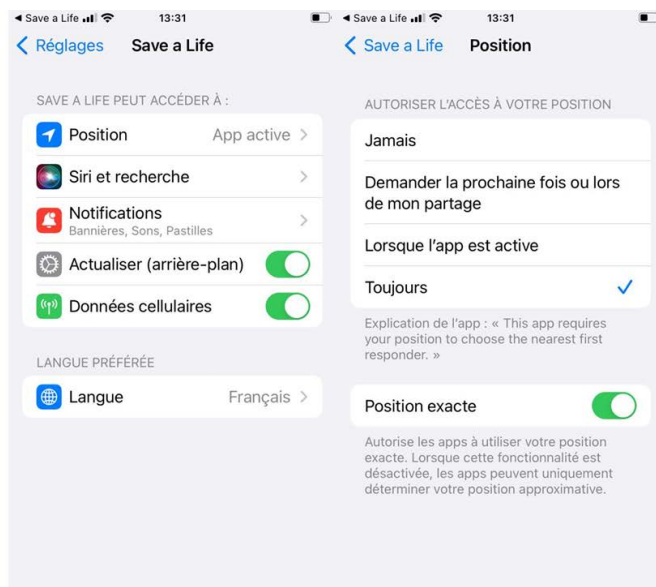 ◀ Save a Life 13:31
Réglages Save a Life
SAVE A LIFE PEUT ACCÉDER À :
Position App active
Siri et recherche
Notifications
Bannières, Sons, Pastilles
Actualiser (arrière-plan)
Données cellulaires
LANGUE PRÉFÉRÉE
Langue Français
◀ Save a Life 13:31
Save a Life Position
AUTORISER L'ACCÈS À VOTRE POSITION
Jamais
Demander la prochaine fois ou lors
de mon partage
Lorsque l'app est active
Toujours
Explication de l'app : « This app requires
your position to choose the nearest first
responder. »
Position exacte
Autorise les apps à utiliser votre position
exacte. Lorsque cette fonctionnalité est
désactivée, les apps peuvent uniquement
déterminer votre position approximative.